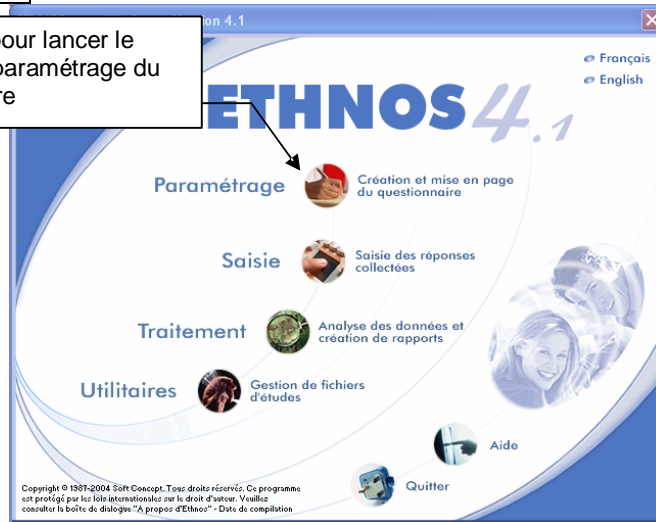 on 4.1
our lancer le
paramétrage du
re
Français
English
ETHNOS 4.1
Paramétrage
Création et mise en page
du questionnaire
Saisie
Saisie des réponses
collectées
Traitement
Analyse des données et
création de rapports
Utilitaires
Gestion de fichiers
d'études
Aide
Quitter
Copyright © 1987-2004 Soft Concept. Tous droits réservés. Ce programme
est protégé par les lois internationales sur le droit d'auteur. Veuillez
consulter la boîte de dialogue "A propos d'Ethnos" - Date de compilation